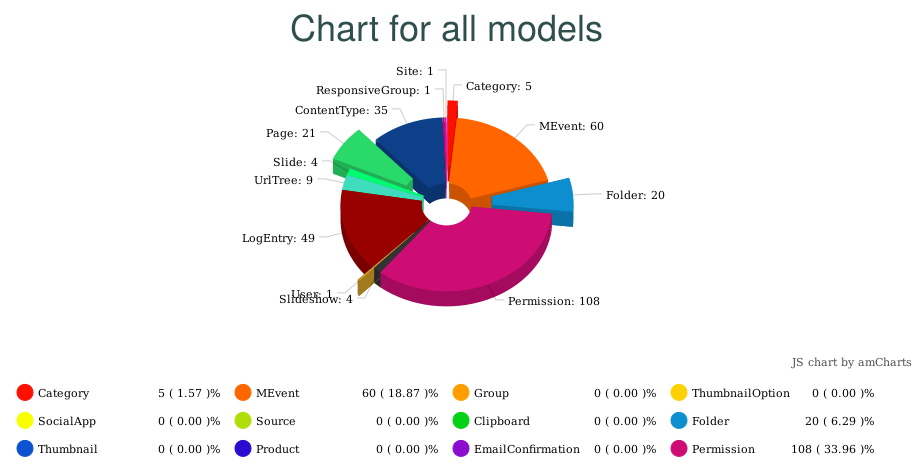 Chart for all models
Site: 1
ResponsiveGroup: 1
Category: 5
ContentType: 35
MEvent: 60
Page: 21
Slide: 4
UrlTree: 9
Folder: 20
LogEntry: 49
User: 1
Slideshow: 4
Permission: 108
JS chart by amCharts
Category 5 ( 1.57 )% MEvent 60 ( 18.87 )% Group 0 ( 0.00 )% ThumbnailOption 0 ( 0.00 )%
SocialApp 0 ( 0.00 )% Source 0 ( 0.00 )% Clipboard 0 ( 0.00 )% Folder 20 ( 6.29 )%
Thumbnail 0 ( 0.00 )% Product 0 ( 0.00 )% EmailConfirmation 0 ( 0.00 )% Permission 108 ( 33.96 )%